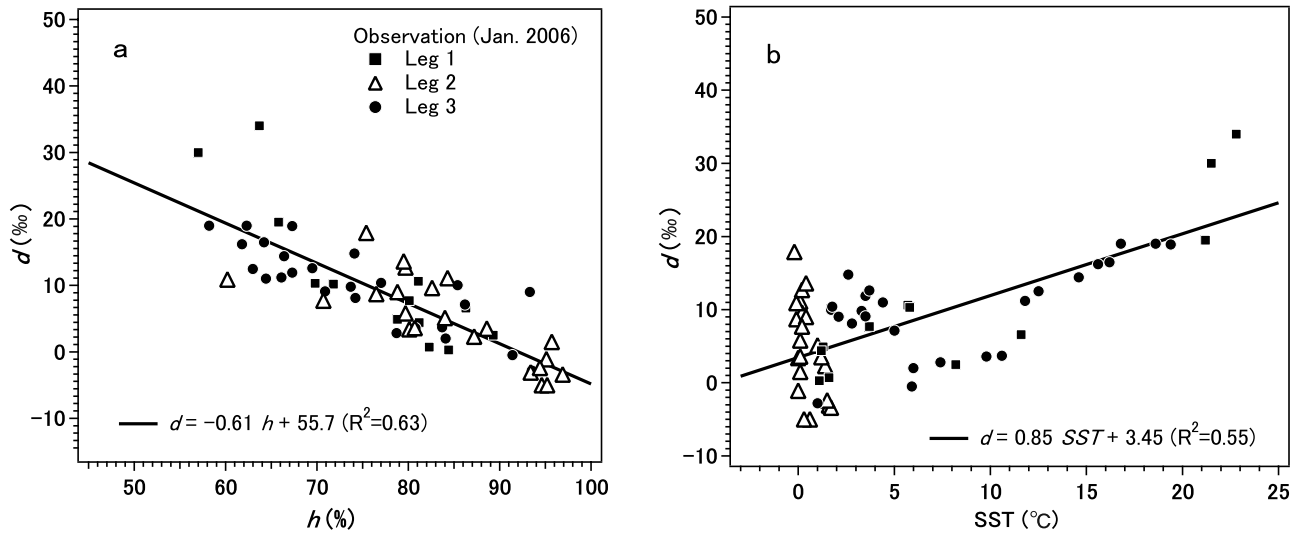 a
Observation (Jan. 2006)
Leg 1
Leg 2
Leg 3
50
40
30
20
10
0
−10
d (‰)
d = −0.61 h + 55.7 (R²=0.63)
50 60 70 80 90 100
h (%)
b
50
40
30
20
10
0
−10
d (‰)
d = 0.85 SST + 3.45 (R²=0.55)
0 5 10 15 20 25
SST (℃)